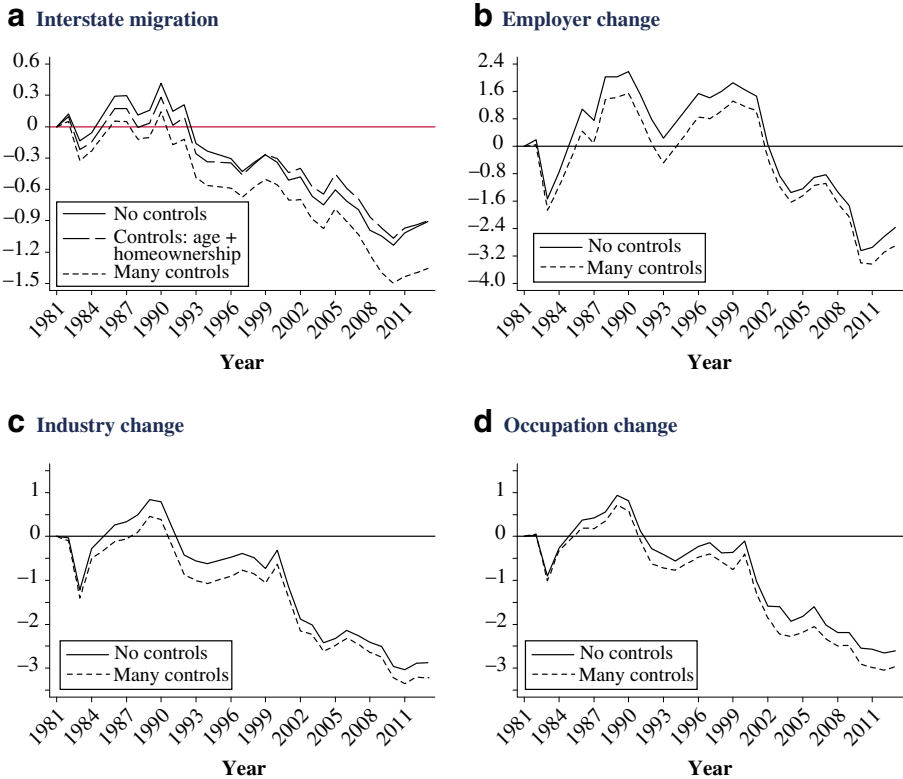 a Interstate migration
0.6
0.3
0
−0.3
−0.6
−0.9
−1.2
−1.5
No controls
Controls: age +
homeownership
Many controls
1981 1984 1987 1990 1993 1996 1999 2002 2005 2008 2011
Year
b Employer change
2.4
1.6
0.8
0
−0.8
−1.6
−2.4
−3.2
−4.0
No controls
Many controls
1981 1984 1987 1990 1993 1996 1999 2002 2005 2008 2011
Year
c Industry change
1
0
−1
−2
−3
No controls
Many controls
1981 1984 1987 1990 1993 1996 1999 2002 2005 2008 2011
Year
d Occupation change
1
0
−1
−2
−3
No controls
Many controls
1981 1984 1987 1990 1993 1996 1999 2002 2005 2008 2011
Year